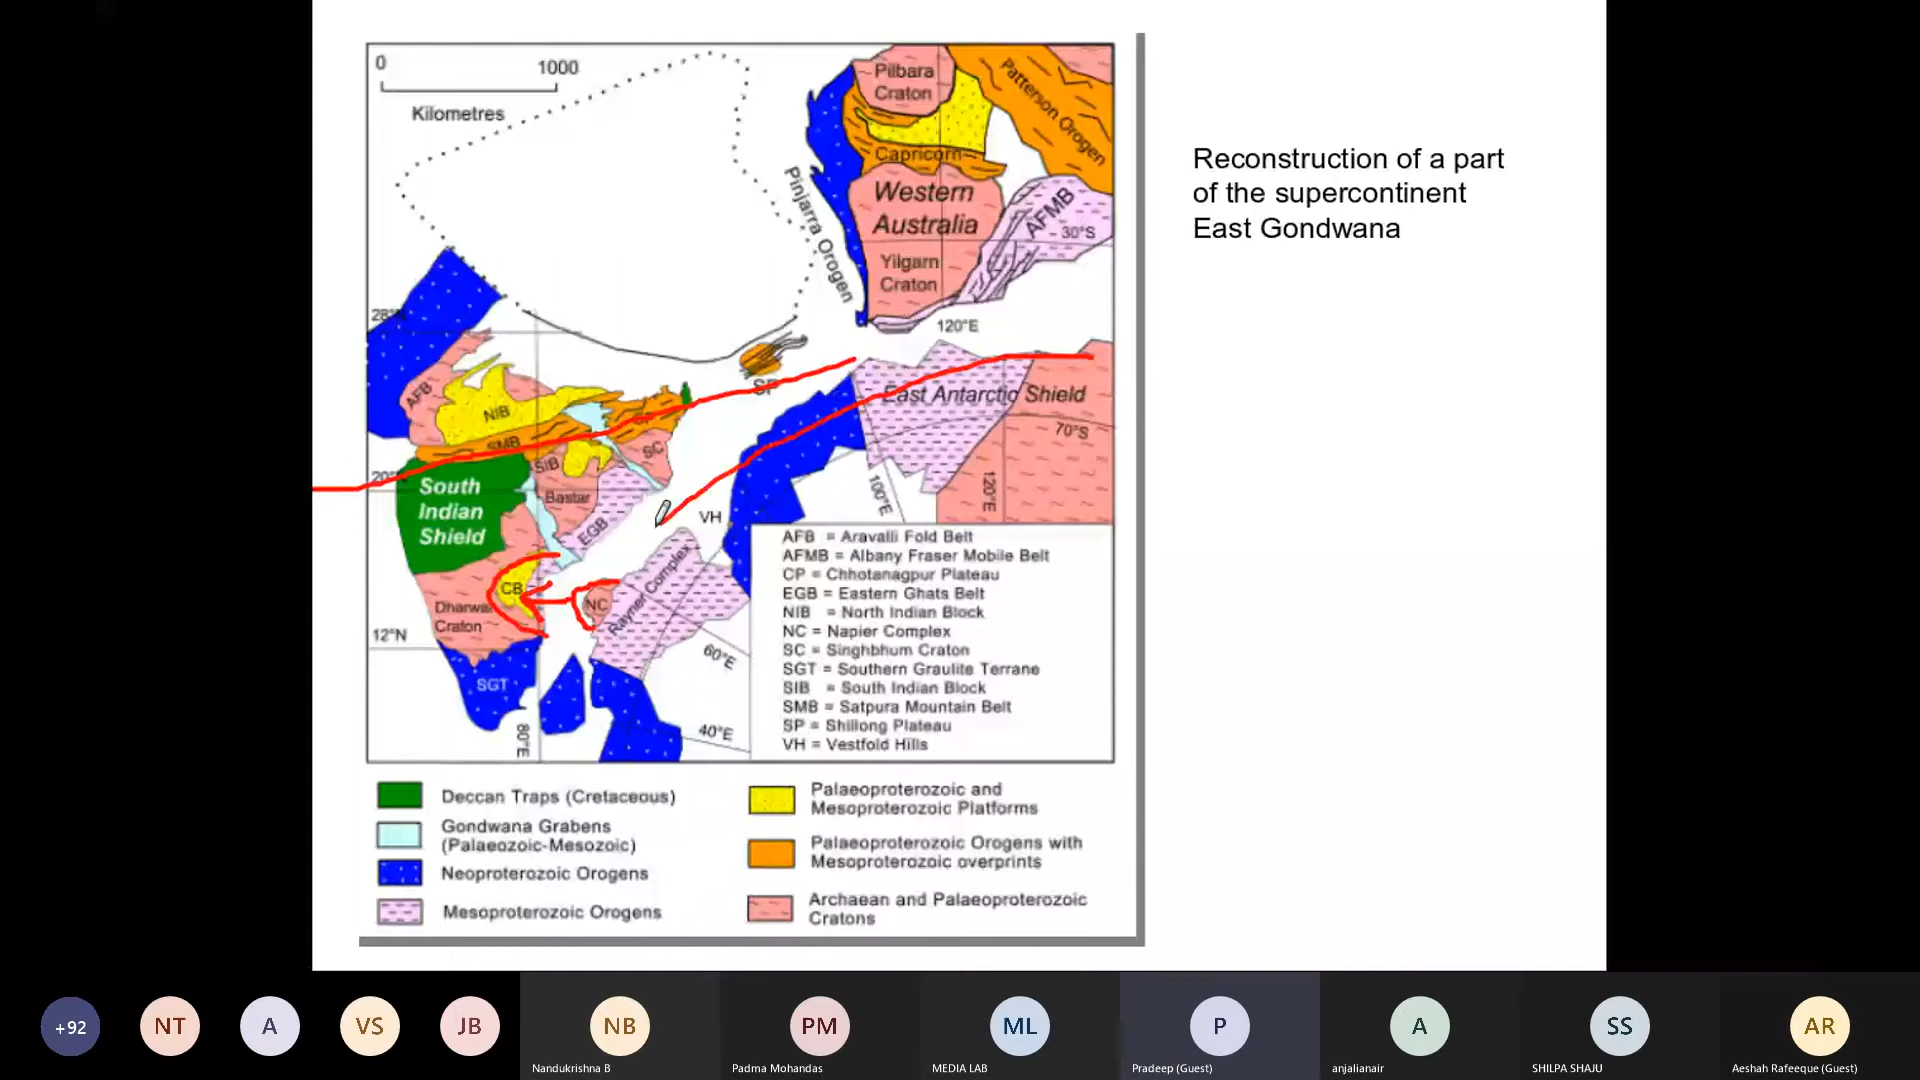 0 1000
Kilometres
Pilbara
Craton
Patterson Orogen
Capricorn
Western
Australia
Yilgarn
Craton
AFMB
30°S
Pinjarra Orogen
120°E
28°
AFB
NIB
SMB
SP
East Antarctic Shield
70°S
100°E
120°E
20°
SIB
SC
South
Indian
Shield
Bastar
EGB
VH
CB
NC
Rayner Complex
Dharwar
Craton
12°N
SGT
80°E
60°E
40°E
AFB = Aravalli Fold Belt
AFMB = Albany Fraser Mobile Belt
CP = Chhotanagpur Plateau
EGB = Eastern Ghats Belt
NIB = North Indian Block
NC = Napier Complex
SC = Singhbhum Craton
SGT = Southern Graulite Terrane
SIB = South Indian Block
SMB = Satpura Mountain Belt
SP = Shillong Plateau
VH = Vestfold Hills
Deccan Traps (Cretaceous)
Gondwana Grabens
(Palaeozoic-Mesozoic)
Neoproterozoic Orogens
Mesoproterozoic Orogens
Palaeoproterozoic and
Mesoproterozoic Platforms
Palaeoproterozoic Orogens with
Mesoproterozoic overprints
Archaean and Palaeoproterozoic
Cratons
Reconstruction of a part
of the supercontinent
East Gondwana
+92 NT A VS JB NB PM ML P A SS AR
Nandukrishna B Padma Mohandas MEDIA LAB Pradeep (Guest) anjalianair SHILPA SHAJU Aeshah Rafeeque (Guest)